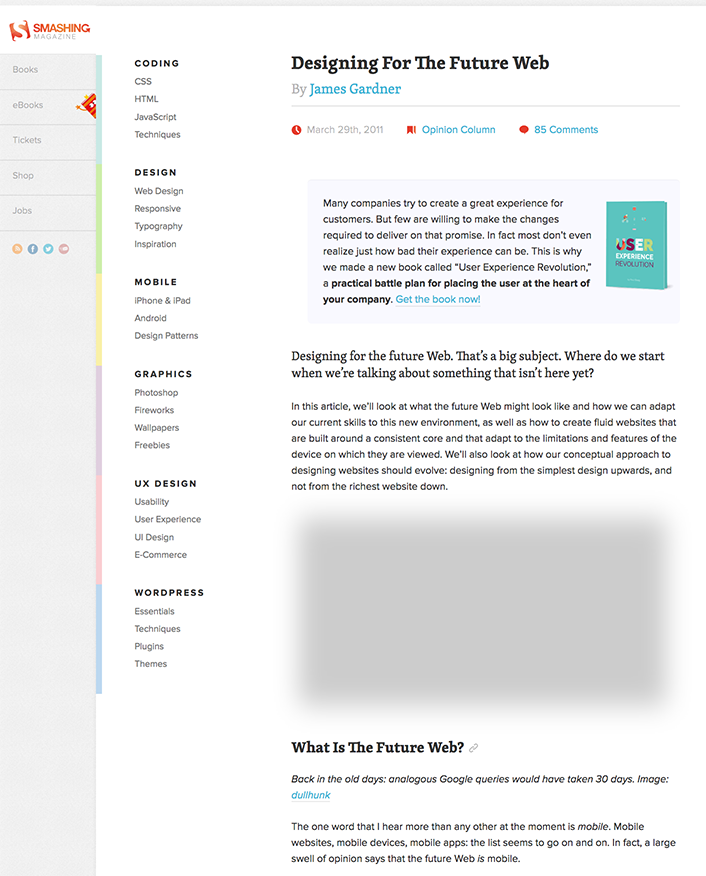 SMASHING
MAGAZINE
Books
eBooks
Tickets
Shop
Jobs
CODING
CSS
HTML
JavaScript
Techniques
DESIGN
Web Design
Responsive
Typography
Inspiration
MOBILE
iPhone & iPad
Android
Design Patterns
GRAPHICS
Photoshop
Fireworks
Wallpapers
Freebies
UX DESIGN
Usability
User Experience
UI Design
E-Commerce
WORDPRESS
Essentials
Techniques
Plugins
Themes
Designing For The Future Web
By James Gardner
March 29th, 2011 Opinion Column 85 Comments
Many companies try to create a great experience for
customers. But few are willing to make the changes
required to deliver on that promise. In fact most don't even
realize just how bad their experience can be. This is why
we made a new book called “User Experience Revolution,”
a practical battle plan for placing the user at the heart of
your company. Get the book now!
USER
EXPERIENCE
REVOLUTION
Designing for the future Web. That's a big subject. Where do we start
when we're talking about something that isn't here yet?
In this article, we'll look at what the future Web might look like and how we can adapt
our current skills to this new environment, as well as how to create fluid websites that
are built around a consistent core and that adapt to the limitations and features of the
device on which they are viewed. We'll also look at how our conceptual approach to
designing websites should evolve: designing from the simplest design upwards, and
not from the richest website down.
What Is The Future Web?
Back in the old days: analogous Google queries would have taken 30 days. Image:
dullhunk
The one word that I hear more than any other at the moment is mobile. Mobile
websites, mobile devices, mobile apps: the list seems to go on and on. In fact, a large
swell of opinion says that the future Web is mobile.